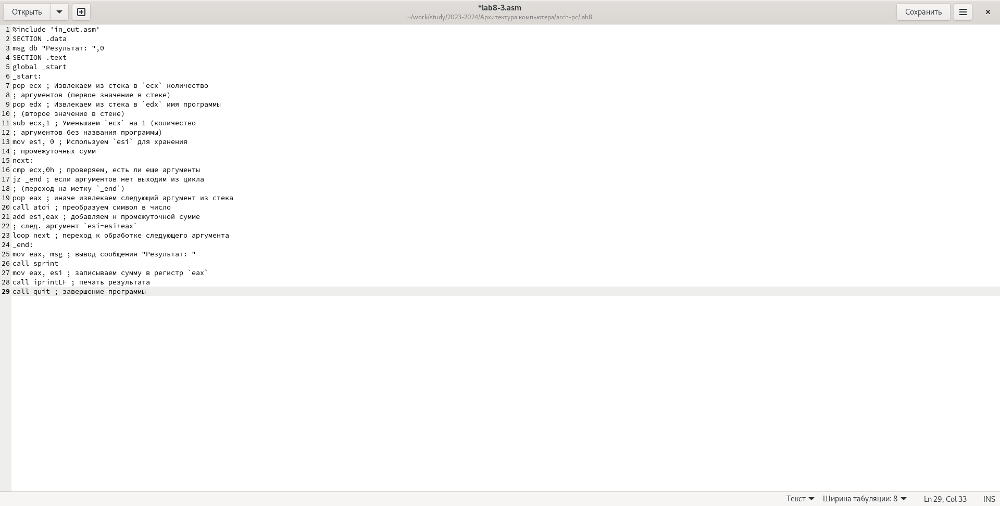 Открыть
*lab8-3.asm
~/work/study/2023-2024/Архитектура компьютера/arch-pc/lab8
Сохранить
1 %include 'in_out.asm'
2 SECTION .data
3 msg db "Результат: ",0
4 SECTION .text
5 global _start
6 _start:
7 pop ecx ; Извлекаем из стека в `ecx` количество
8 ; аргументов (первое значение в стеке)
9 pop edx ; Извлекаем из стека в `edx` имя программы
10 ; (второе значение в стеке)
11 sub ecx,1 ; Уменьшаем `ecx` на 1 (количество
12 ; аргументов без названия программы)
13 mov esi, 0 ; Используем `esi` для хранения
14 ; промежуточных сумм
15 next:
16 cmp ecx,0h ; проверяем, есть ли еще аргументы
17 jz _end ; если аргументов нет выходим из цикла
18 ; (переход на метку `_end`)
19 pop eax ; иначе извлекаем следующий аргумент из стека
20 call atoi ; преобразуем символ в число
21 add esi,eax ; добавляем к промежуточной сумме
22 ; след. аргумент `esi=esi+eax`
23 loop next ; переход к обработке следующего аргумента
24 _end:
25 mov eax, msg ; вывод сообщения "Результат: "
26 call sprint
27 mov eax, esi ; записываем сумму в регистр `eax`
28 call iprintLF ; печать результата
29 call quit ; завершение программы
Текст Ширина табуляции: 8 Ln 29, Col 33 INS